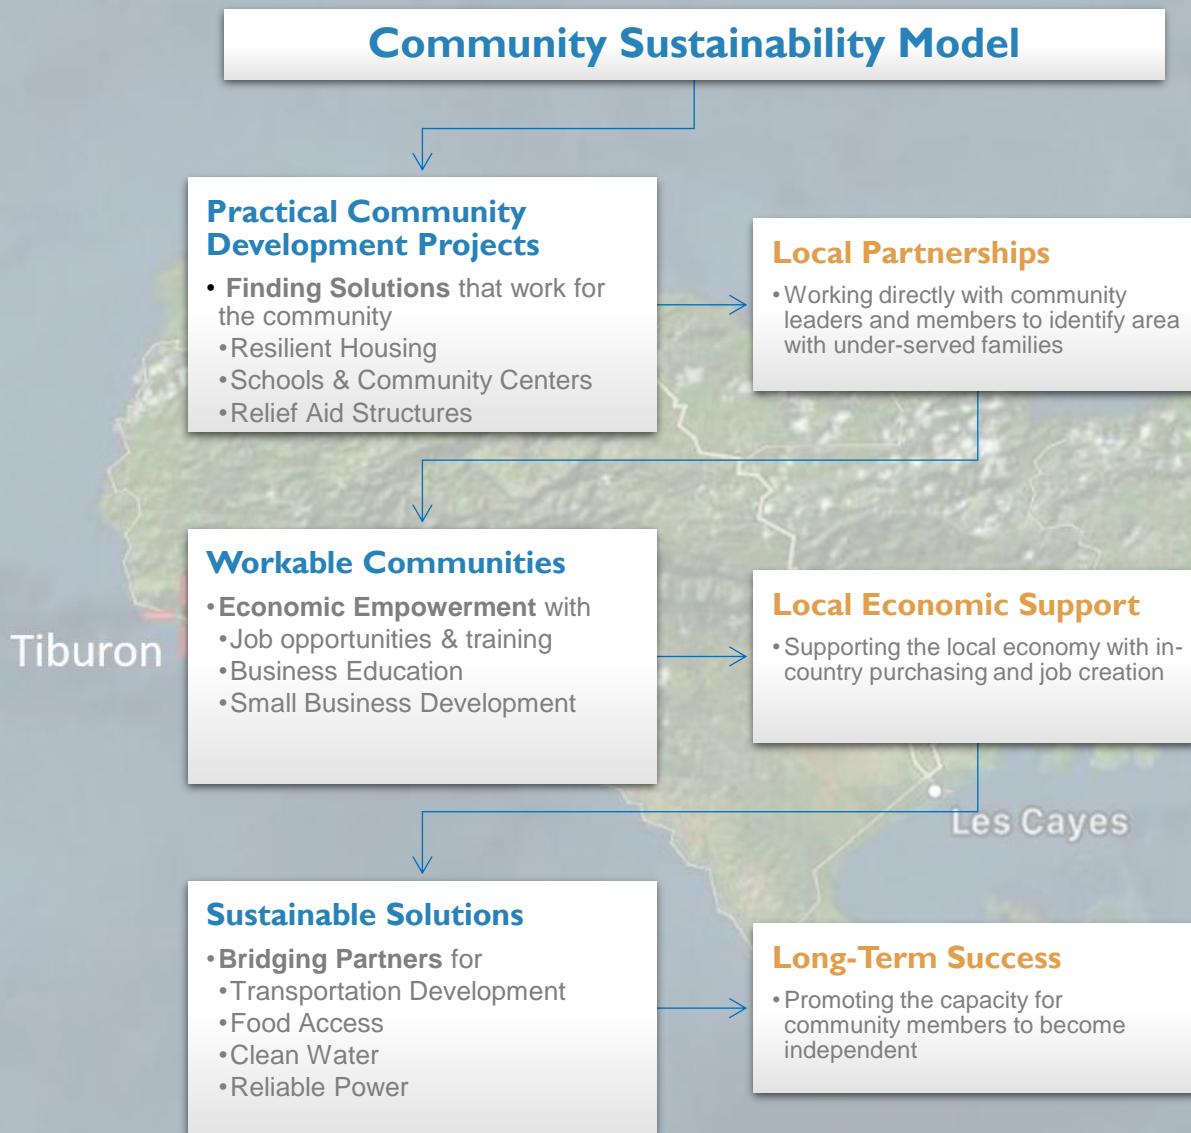 Community Sustainability Model
Practical Community
Development Projects
• Finding Solutions that work for
the community
•Resilient Housing
•Schools & Community Centers
•Relief Aid Structures
Local Partnerships
•Working directly with community
leaders and members to identify area
with under-served families
Workable Communities
•Economic Empowerment with
•Job opportunities & training
•Business Education
•Small Business Development
Local Economic Support
•Supporting the local economy with in-
country purchasing and job creation
Tiburon
Les Cayes
Sustainable Solutions
•Bridging Partners for
•Transportation Development
•Food Access
•Clean Water
•Reliable Power
Long-Term Success
•Promoting the capacity for
community members to become
independent